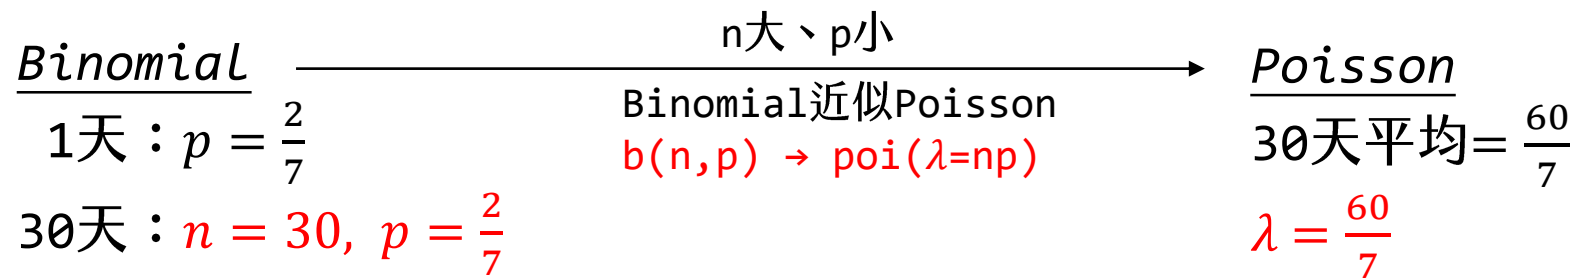 Binomial
1天：p = 2/7
30天：n = 30, p = 2/7
n大、p小
Binomial近似Poisson
b(n,p) → poi(λ=np)
Poisson
30天平均= 60/7
λ = 60/7